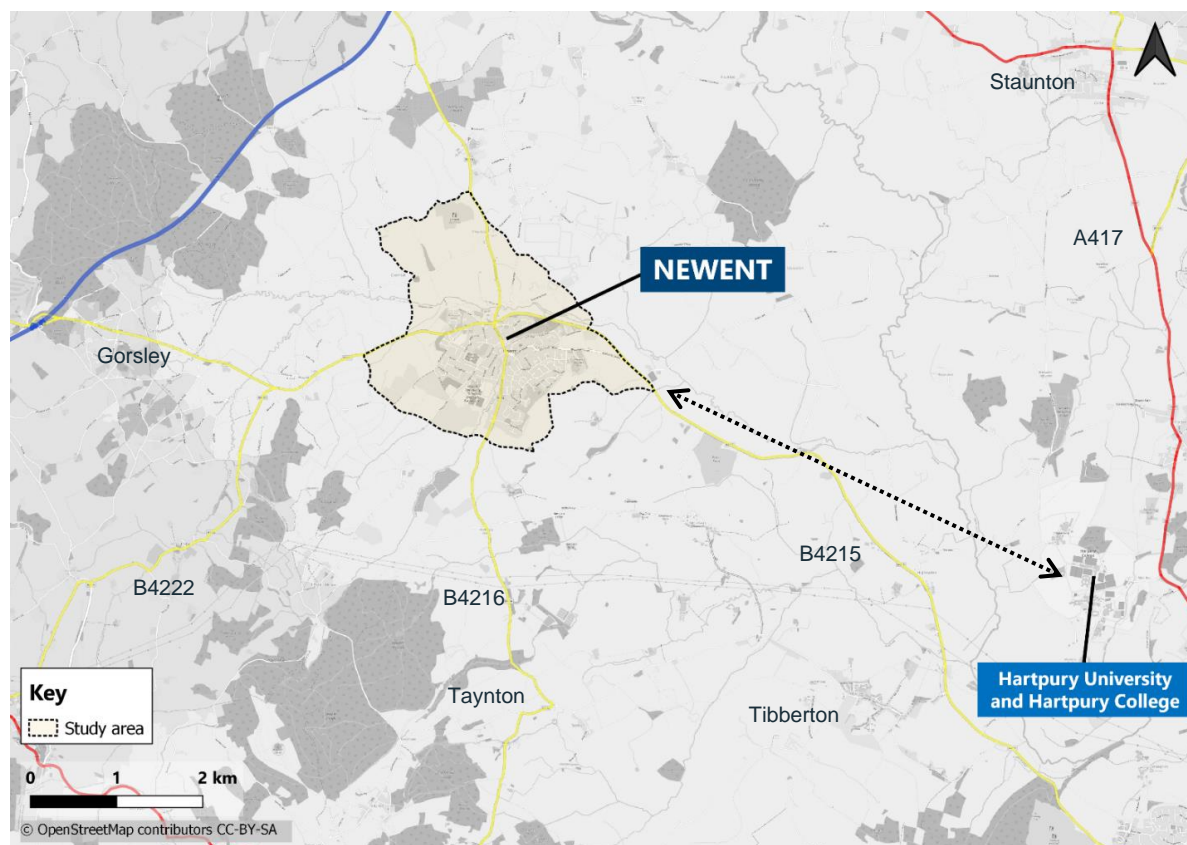 Staunton
A417
NEWENT
Gorsley
B4222
B4216
B4215
Taynton
Tibberton
Hartpury University
and Hartpury College
Key
Study area
0 1 2 km
© OpenStreetMap contributors CC-BY-SA